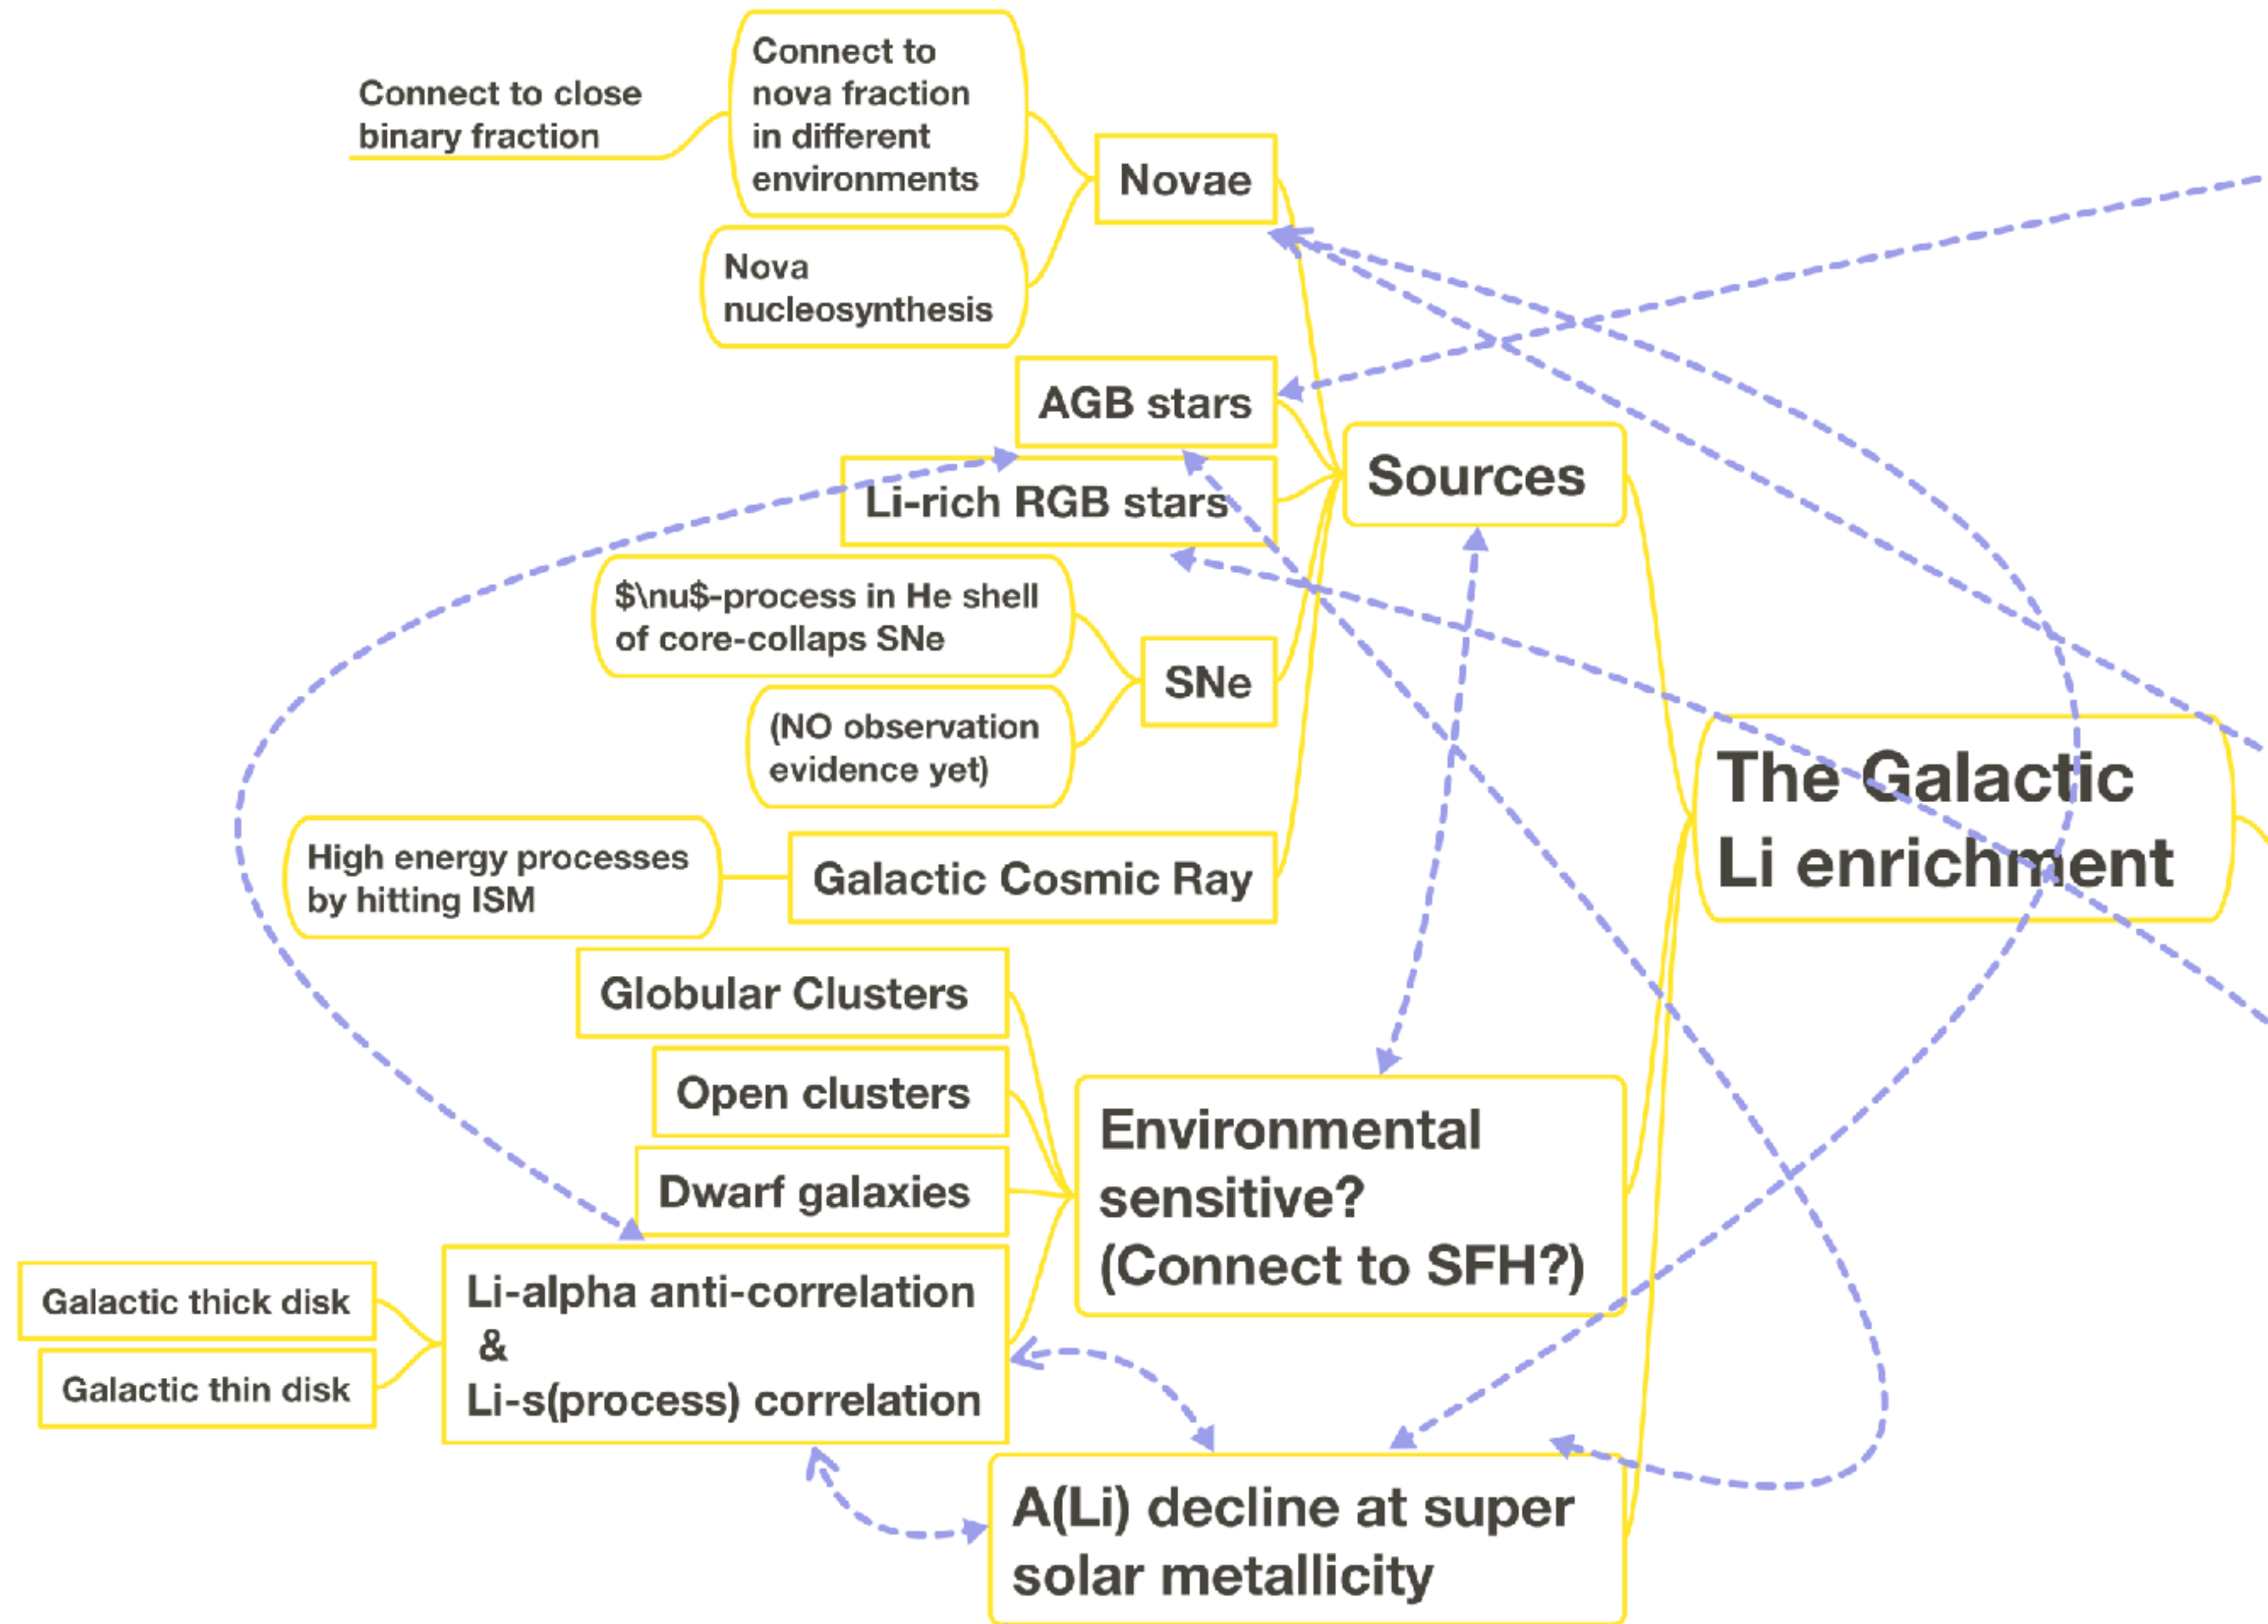 Connect to close
binary fraction
Connect to
nova fraction
in different
environments
Novae
Nova
nucleosynthesis
AGB stars
Li-rich RGB stars
Sources
$\nu$-process in He shell
of core-collaps SNe
SNe
(NO observation
evidence yet)
High energy processes
by hitting ISM
Galactic Cosmic Ray
The Galactic
Li enrichment
Globular Clusters
Open clusters
Dwarf galaxies
Environmental
sensitive?
(Connect to SFH?)
Galactic thick disk
Galactic thin disk
Li-alpha anti-correlation
&
Li-s(process) correlation
A(Li) decline at super
solar metallicity